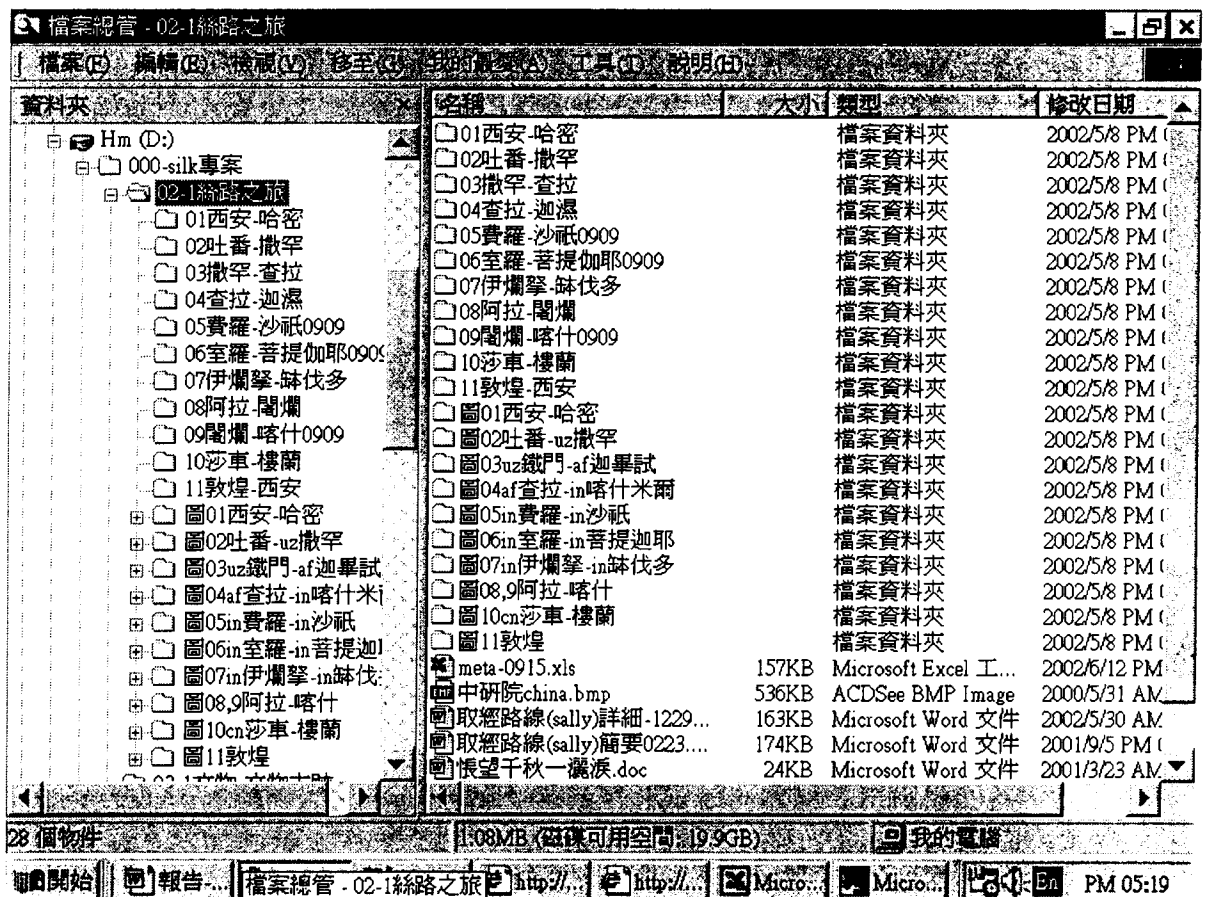 檔案總管 - 02-1絲路之旅
檔案(F) 編輯(E) 檢視(V) 移至(G) 我的最愛(A) 工具(T) 說明(H)
資料夾
Hm (D:)
000-silk專案
02-1絲路之旅
01西安-哈密
02吐番-撒罕
03撒罕-查拉
04查拉-迦濕
05費羅-沙祇0909
06室羅-菩提伽耶0909
07伊爛拏-缽伐多
08阿拉-闍爛
09闍爛-喀什0909
10莎車-樓蘭
11敦煌-西安
圖01西安-哈密
圖02吐番-uz撒罕
圖03uz鐵門-af迦畢試
圖04af查拉-in喀什米
圖05in費羅-in沙祇
圖06in室羅-in菩提迦
圖07in伊爛拏-in缽伐
圖08,9阿拉-喀什
圖10cn莎車-樓蘭
圖11敦煌
名稱 大小 類型 修改日期
01西安-哈密 檔案資料夾 2002/5/8 PM
02吐番-撒罕 檔案資料夾 2002/5/8 PM
03撒罕-查拉 檔案資料夾 2002/5/8 PM
04查拉-迦濕 檔案資料夾 2002/5/8 PM
05費羅-沙祇0909 檔案資料夾 2002/5/8 PM
06室羅-菩提伽耶0909 檔案資料夾 2002/5/8 PM
07伊爛拏-缽伐多 檔案資料夾 2002/5/8 PM
08阿拉-闍爛 檔案資料夾 2002/5/8 PM
09闍爛-喀什0909 檔案資料夾 2002/5/8 PM
10莎車-樓蘭 檔案資料夾 2002/5/8 PM
11敦煌-西安 檔案資料夾 2002/5/8 PM
圖01西安-哈密 檔案資料夾 2002/5/8 PM
圖02吐番-uz撒罕 檔案資料夾 2002/5/8 PM
圖03uz鐵門-af迦畢試 檔案資料夾 2002/5/8 PM
圖04af查拉-in喀什米爾 檔案資料夾 2002/5/8 PM
圖05in費羅-in沙祇 檔案資料夾 2002/5/8 PM
圖06in室羅-in菩提迦耶 檔案資料夾 2002/5/8 PM
圖07in伊爛拏-in缽伐多 檔案資料夾 2002/5/8 PM
圖08,9阿拉-喀什 檔案資料夾 2002/5/8 PM
圖10cn莎車-樓蘭 檔案資料夾 2002/5/8 PM
圖11敦煌 檔案資料夾 2002/5/8 PM
meta-0915.xls 157KB Microsoft Excel 工... 2002/6/12 PM
中研院china.bmp 536KB ACDSee BMP Image 2000/5/31 AM
取經路線(sally)詳細-1229... 163KB Microsoft Word 文件 2002/5/30 AM
取經路線(sally)簡要0223.... 174KB Microsoft Word 文件 2001/9/5 PM
悵望千秋一灑淚.doc 24KB Microsoft Word 文件 2001/3/23 AM
28 個物件 1.08MB (磁碟可用空間: 19.9GB) 我的電腦
開始 報告-... 檔案總管 - 02-1絲路之旅 http://... http://... Micro... Micro... En PM 05:19